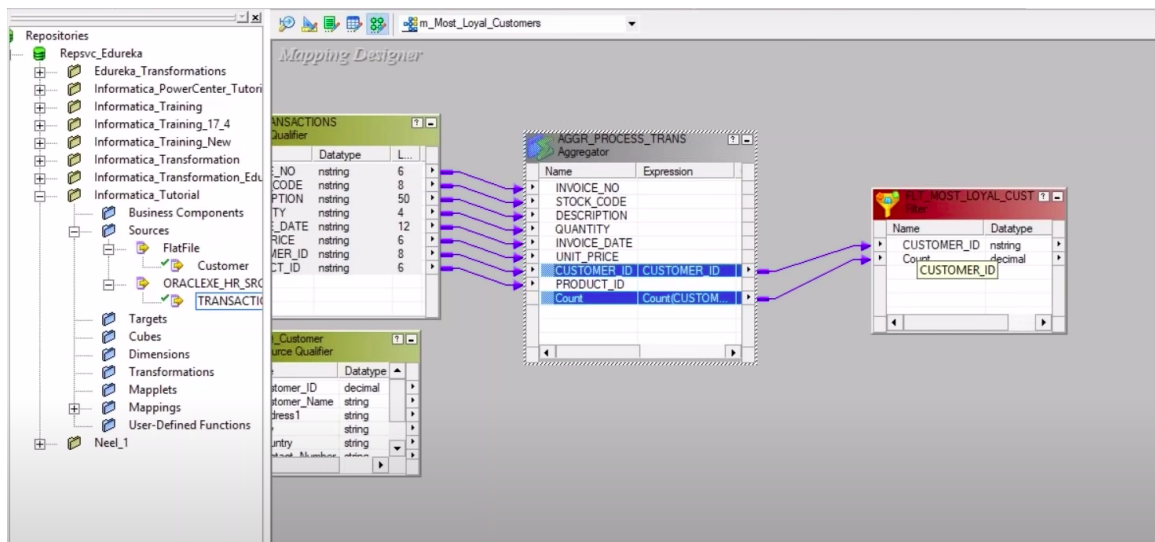 m_Most_Loyal_Customers
Repositories
Repsvc_Edureka
Edureka_Transformations
Informatica_PowerCenter_Tutori
Informatica_Training
Informatica_Training_17_4
Informatica_Training_New
Informatica_Transformation
Informatica_Transformation_Edu
Informatica_Tutorial
Business Components
Sources
FlatFile
Customer
ORACLEXE_HR_SRC
TRANSACTIO
Targets
Cubes
Dimensions
Transformations
Mapplets
Mappings
User-Defined Functions
Neel_1
Mapping Designer
ANSACTIONS
Qualifier
Datatype L...
E_NO nstring 6
CODE nstring 8
PTION nstring 50
TY nstring 4
E_DATE nstring 12
RICE nstring 6
MER_ID nstring 8
CT_ID nstring 6
_Customer
urce Qualifier
Datatype
stomer_ID decimal
stomer_Name string
dress1 string
string
untry string
ntact_Number string
AGGR_PROCESS_TRANS
Aggregator
Name Expression
INVOICE_NO
STOCK_CODE
DESCRIPTION
QUANTITY
INVOICE_DATE
UNIT_PRICE
CUSTOMER_ID CUSTOMER_ID
PRODUCT_ID
Count Count(CUSTOM...
FLT_MOST_LOYAL_CUST
Filter
Name Datatype
CUSTOMER_ID nstring
Count decimal
CUSTOMER_ID